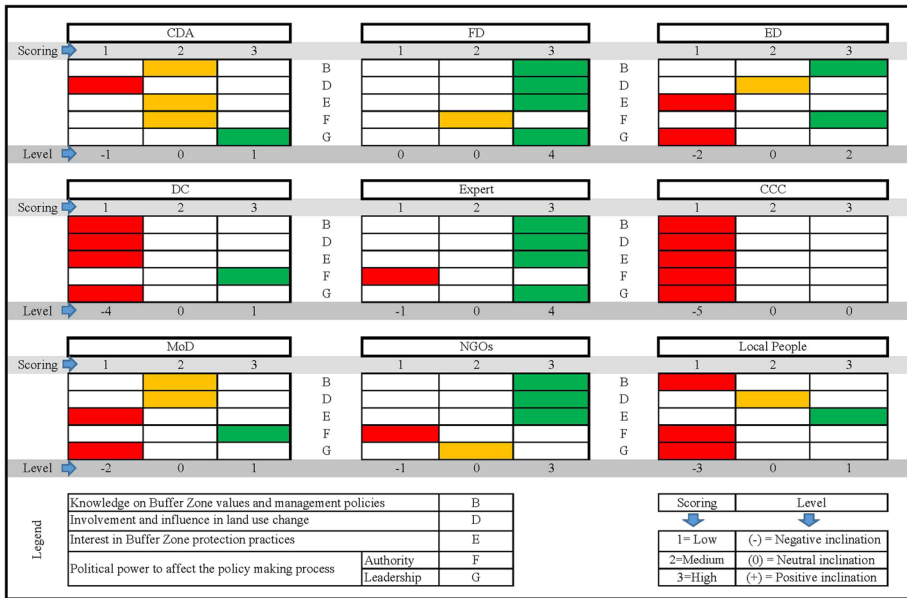 CDA FD ED
Scoring 1 2 3 1 2 3 1 2 3
B B
D D
E E
F F
G G
Level -1 0 1 0 0 4 -2 0 2
DC Expert CCC
Scoring 1 2 3 1 2 3 1 2 3
B B
D D
E E
F F
G G
Level -4 0 1 -1 0 4 -5 0 0
MoD NGOs Local People
Scoring 1 2 3 1 2 3 1 2 3
B B
D D
E E
F F
G G
Level -2 0 1 -1 0 3 -3 0 1
Legend
Knowledge on Buffer Zone values and management policies B
Involvement and influence in land use change D
Interest in Buffer Zone protection practices E
Political power to affect the policy making process
Authority F
Leadership G
Scoring Level
1= Low (-) = Negative inclination
2=Medium (0) = Neutral inclination
3=High (+) = Positive inclination